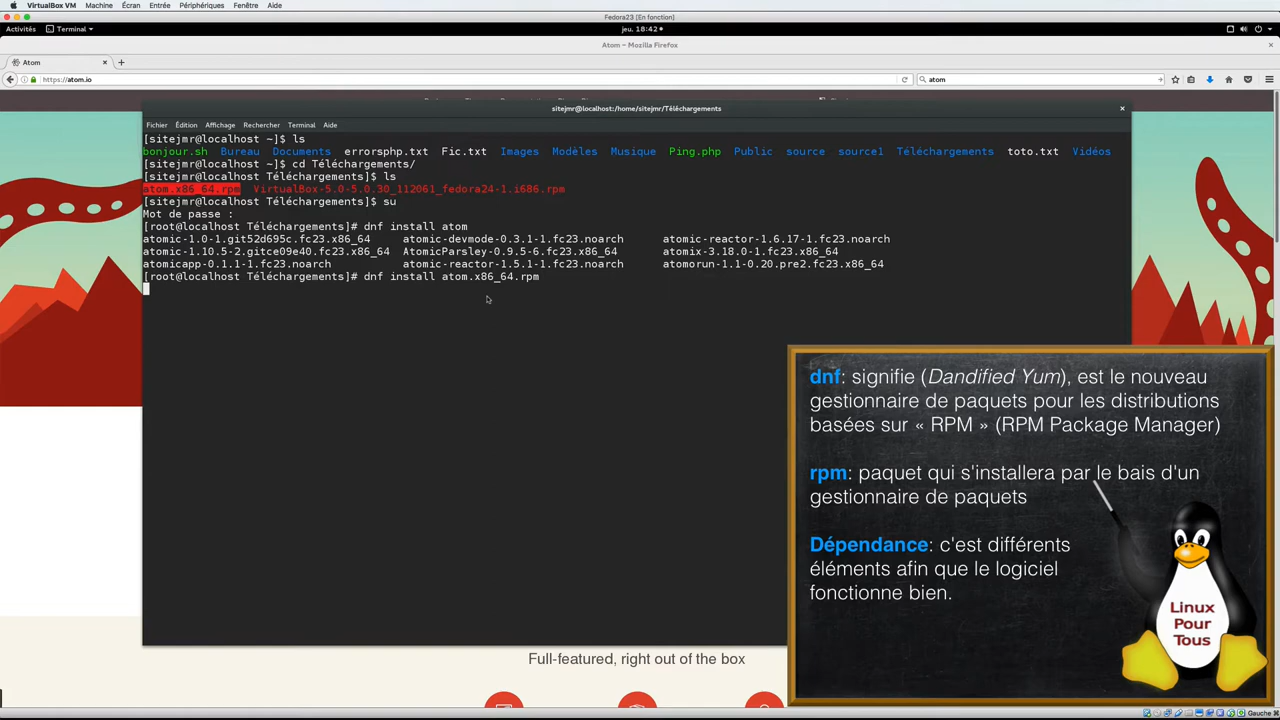 VirtualBox VM Machine Écran Entrée Périphériques Fenêtre Aide
Fedora23 [En fonction]
Activités Terminal jeu, 18:42
Atom – Mozilla Firefox
Atom
https://atom.io
atom
sitejmr@localhost:/home/sitejmr/Téléchargements
Fichier Édition Affichage Rechercher Terminal Aide
[sitejmr@localhost ~]$ ls
bonjour.sh Bureau Documents errorsphp.txt Fic.txt Images Modèles Musique Ping.php Public source source1 Téléchargements toto.txt Vidéos
[sitejmr@localhost ~]$ cd Téléchargements/
[sitejmr@localhost Téléchargements]$ ls
atom.x86_64.rpm VirtualBox-5.0-5.0.30_112061_fedora24-1.i686.rpm
[sitejmr@localhost Téléchargements]$ su
Mot de passe :
[root@localhost Téléchargements]# dnf install atom
atomic-1.0-1.git52d695c.fc23.x86_64 atomic-devmode-0.3.1-1.fc23.noarch atomic-reactor-1.6.17-1.fc23.noarch
atomic-1.10.5-2.gitce09e40.fc23.x86_64 AtomicParsley-0.9.5-6.fc23.x86_64 atomix-3.18.0-1.fc23.x86_64
atomicapp-0.1.1-1.fc23.noarch atomic-reactor-1.5.1-1.fc23.noarch atomorun-1.1-0.20.pre2.fc23.x86_64
[root@localhost Téléchargements]# dnf install atom.x86_64.rpm
dnf: signifie (Dandified Yum), est le nouveau
gestionnaire de paquets pour les distributions
basées sur « RPM » (RPM Package Manager)
rpm: paquet qui s'installera par le bais d'un
gestionnaire de paquets
Dépendance: c'est différents
éléments afin que le logiciel
fonctionne bien.
Linux
Pour
Tous
Full-featured, right out of the box
Gauche ⌘